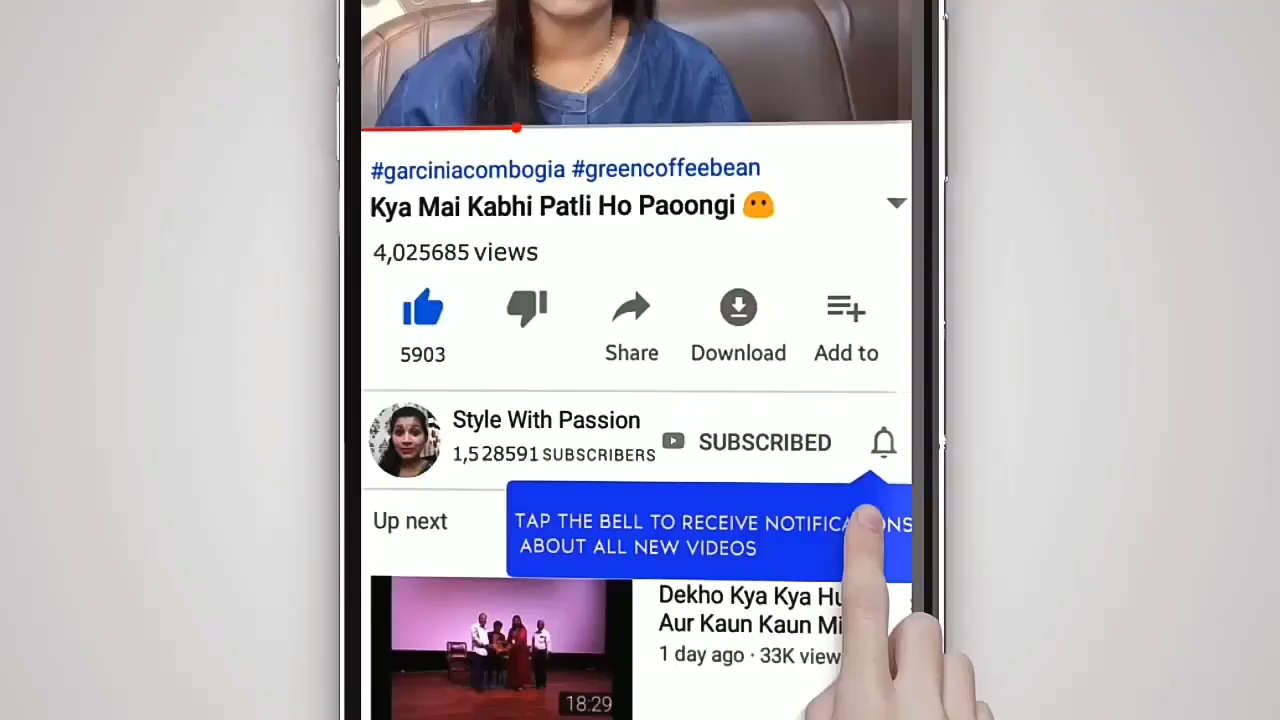 #garciniacombogia #greencoffeebean
Kya Mai Kabhi Patli Ho Paoongi
4,025685 views
5903
Share
Download
Add to
Style With Passion
1,528591 SUBSCRIBERS
SUBSCRIBED
Up next
TAP THE BELL TO RECEIVE
ABOUT ALL NEW VIDEOS
Dekho Kya Kya
Aur Kaun Kaun
1 day ago · 33K
18:29